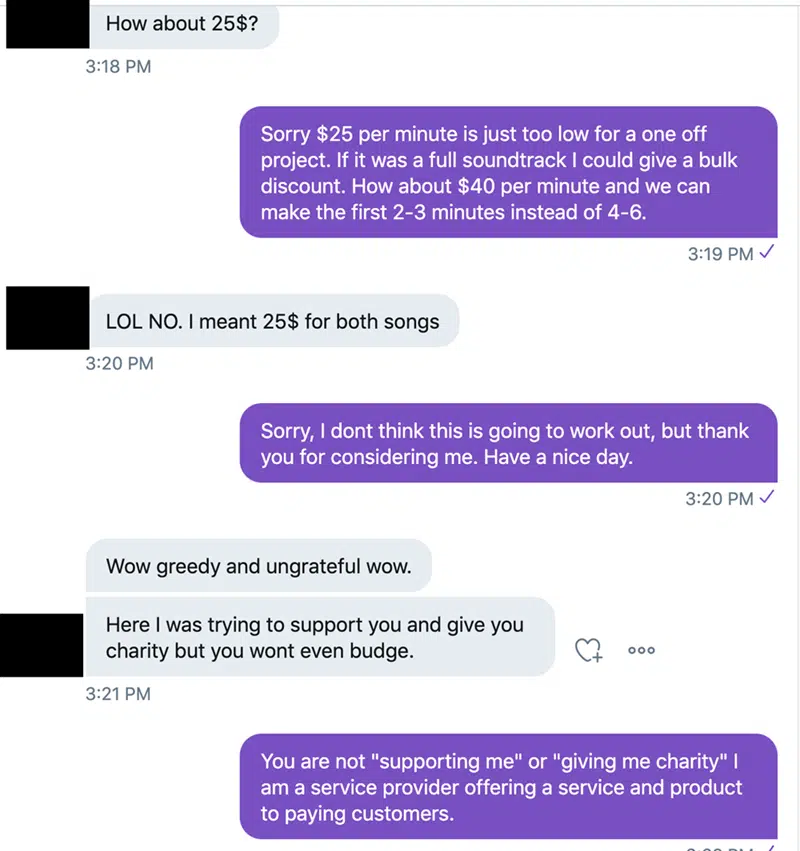 How about 25$?
3:18 PM
Sorry $25 per minute is just too low for a one off
project. If it was a full soundtrack I could give a bulk
discount. How about $40 per minute and we can
make the first 2-3 minutes instead of 4-6.
3:19 PM
LOL NO. I meant 25$ for both songs
3:20 PM
Sorry, I dont think this is going to work out, but thank
you for considering me. Have a nice day.
3:20 PM
Wow greedy and ungrateful wow.
Here I was trying to support you and give you
charity but you wont even budge.
3:21 PM
You are not "supporting me" or "giving me charity" I
am a service provider offering a service and product
to paying customers.